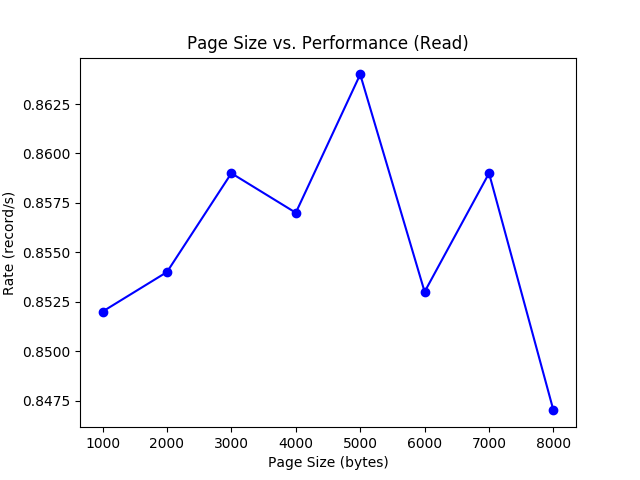 Page Size vs. Performance (Read)
Rate (record/s)
0.8625
0.8600
0.8575
0.8550
0.8525
0.8500
0.8475
1000 2000 3000 4000 5000 6000 7000 8000
Page Size (bytes)